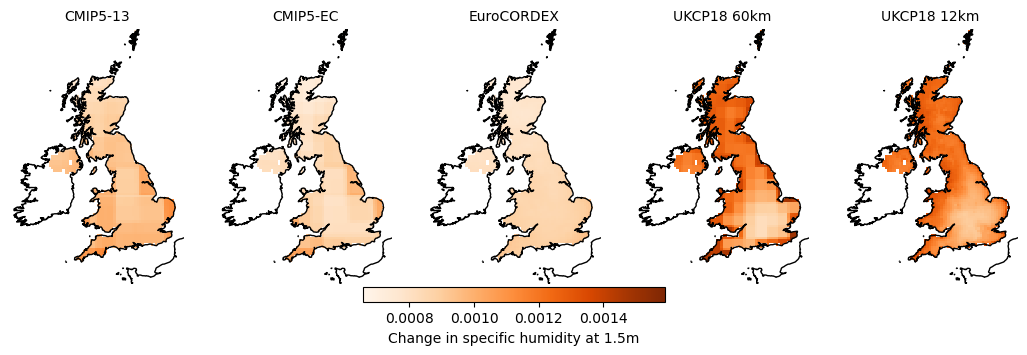 CMIP5-13 CMIP5-EC EuroCORDEX UKCP18 60km UKCP18 12km
0.0008 0.0010 0.0012 0.0014
Change in specific humidity at 1.5m